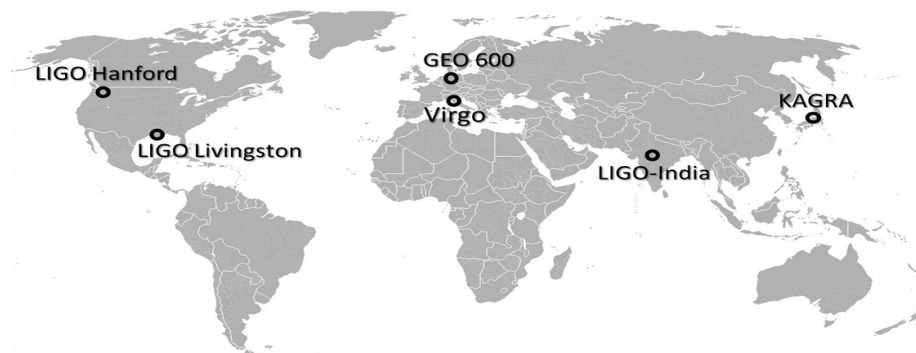 GEO 600
LIGO Hanford
KAGRA
Virgo
LIGO Livingston
LIGO-India